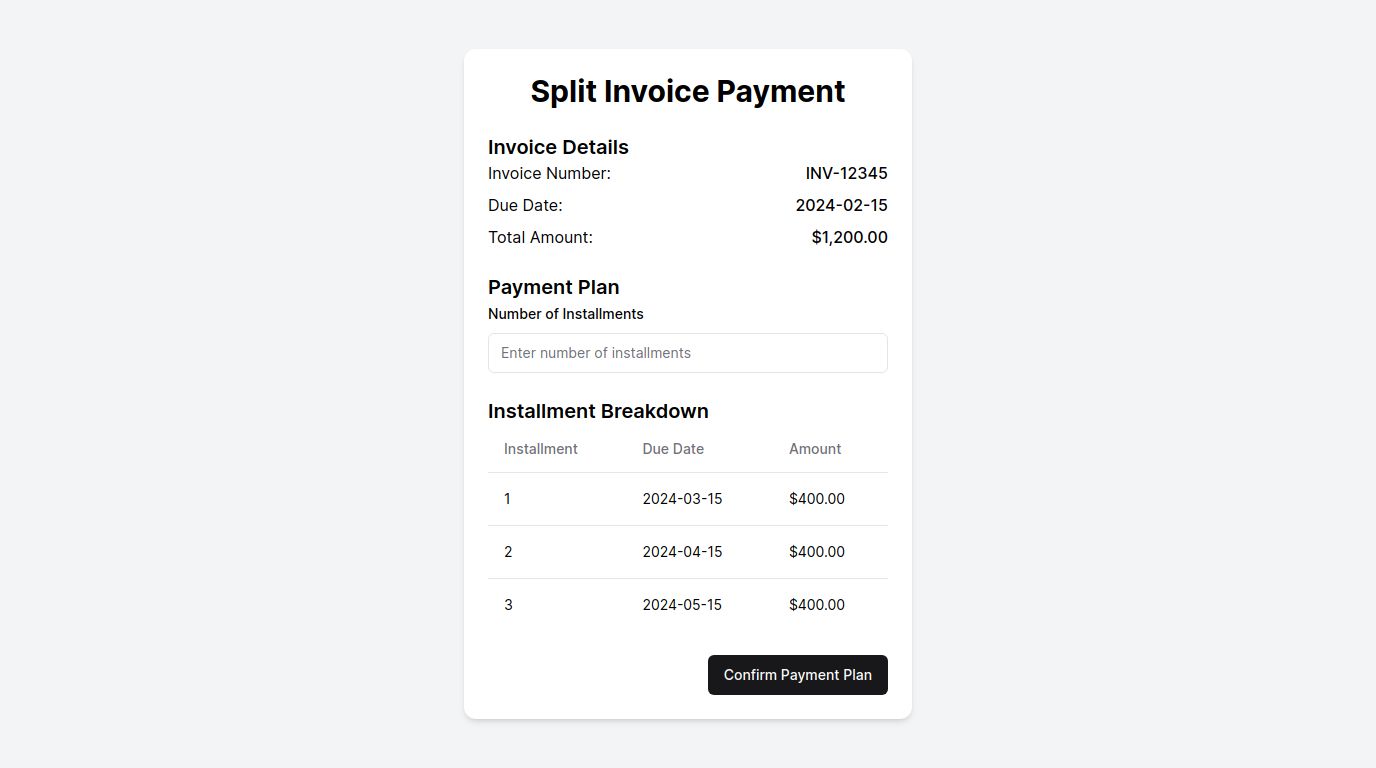 Split Invoice Payment
Invoice Details
Invoice Number: INV-12345
Due Date: 2024-02-15
Total Amount: $1,200.00
Payment Plan
Number of Installments
Enter number of installments
Installment Breakdown
Installment Due Date Amount
1 2024-03-15 $400.00
2 2024-04-15 $400.00
3 2024-05-15 $400.00
Confirm Payment Plan